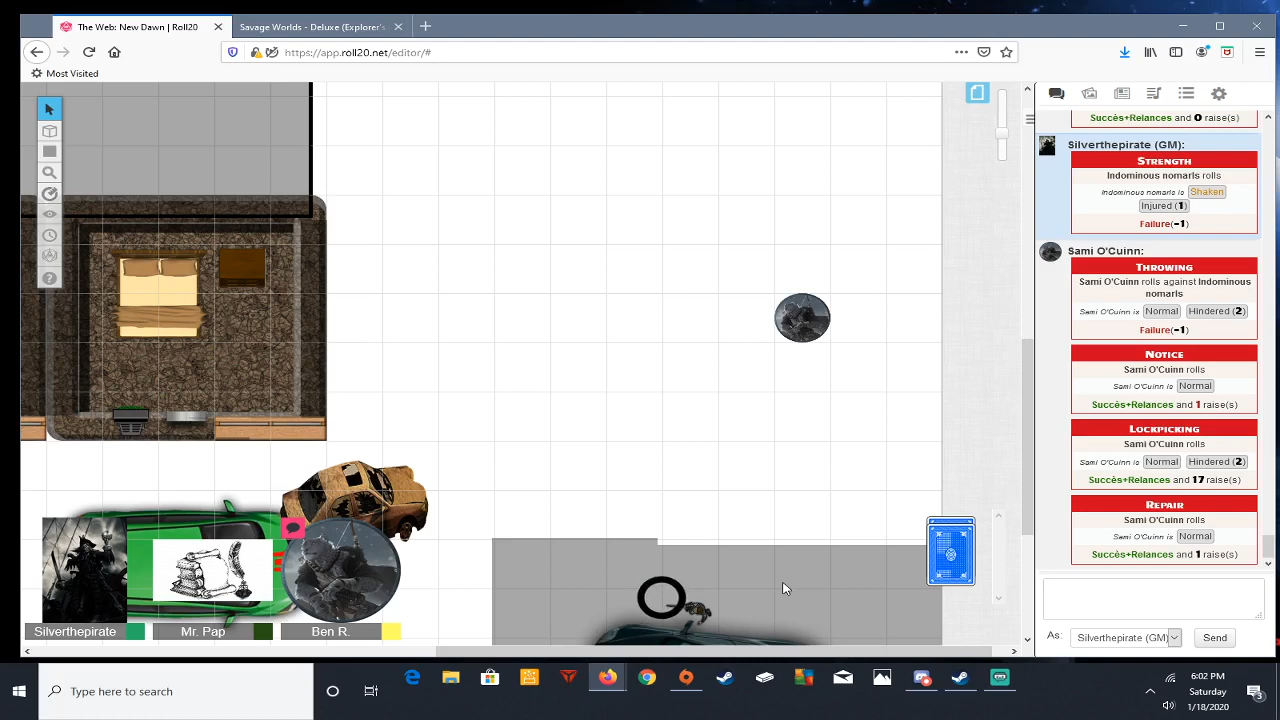 The Web: New Dawn | Roll20
Savage Worlds - Deluxe (Explorer's
https://app.roll20.net/editor/#
Most Visited
Succès+Relances and 0 raise(s)
Silverthepirate (GM):
STRENGTH
Indominous nomarls rolls
Indominous nomarls is Shaken
Injured (1)
Failure(-1)
Sami O'Cuinn:
THROWING
Sami O'Cuinn rolls against Indominous
nomarls
Sami O'Cuinn is Normal Hindered (2)
Failure(-1)
NOTICE
Sami O'Cuinn rolls
Sami O'Cuinn is Normal
Succès+Relances and 1 raise(s)
LOCKPICKING
Sami O'Cuinn rolls
Sami O'Cuinn is Normal Hindered (2)
Succès+Relances and 17 raise(s)
REPAIR
Sami O'Cuinn rolls
Sami O'Cuinn is Normal
Succès+Relances and 1 raise(s)
Silverthepirate
Mr. Pap
Ben R.
As: Silverthepirate (GM)
Send
Type here to search
6:02 PM
Saturday
1/18/2020
3